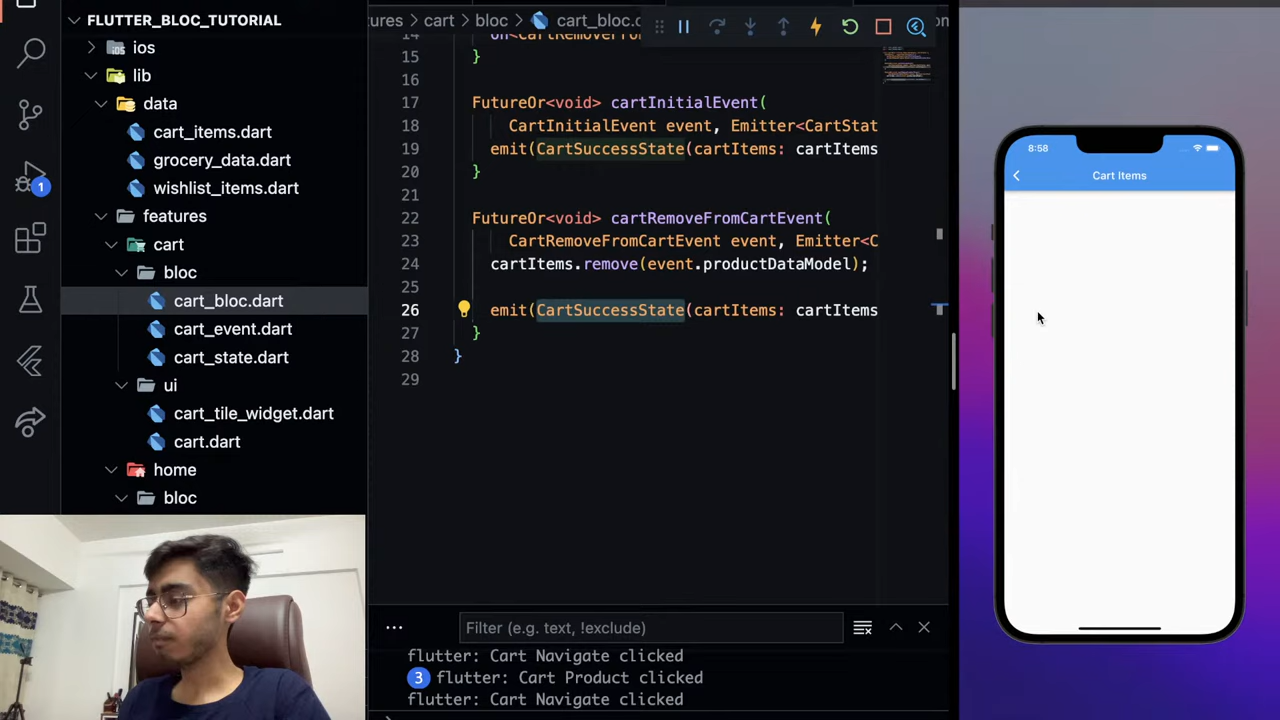 FLUTTER_BLOC_TUTORIAL
ios
lib
data
cart_items.dart
grocery_data.dart
wishlist_items.dart
features
cart
bloc
cart_bloc.dart
cart_event.dart
cart_state.dart
ui
cart_tile_widget.dart
cart.dart
home
bloc
1
tures > cart > bloc > cart_bloc.c
15 }
16
17 FutureOr<void> cartInitialEvent(
18 CartInitialEvent event, Emitter<CartStat
19 emit(CartSuccessState(cartItems: cartItems
20 }
21
22 FutureOr<void> cartRemoveFromCartEvent(
23 CartRemoveFromCartEvent event, Emitter<C
24 cartItems.remove(event.productDataModel);
25
26 emit(CartSuccessState(cartItems: cartItems
27 }
28 }
29
Filter (e.g. text, !exclude)
flutter: Cart Navigate clicked
3 flutter: Cart Product clicked
flutter: Cart Navigate clicked
8:58
Cart Items